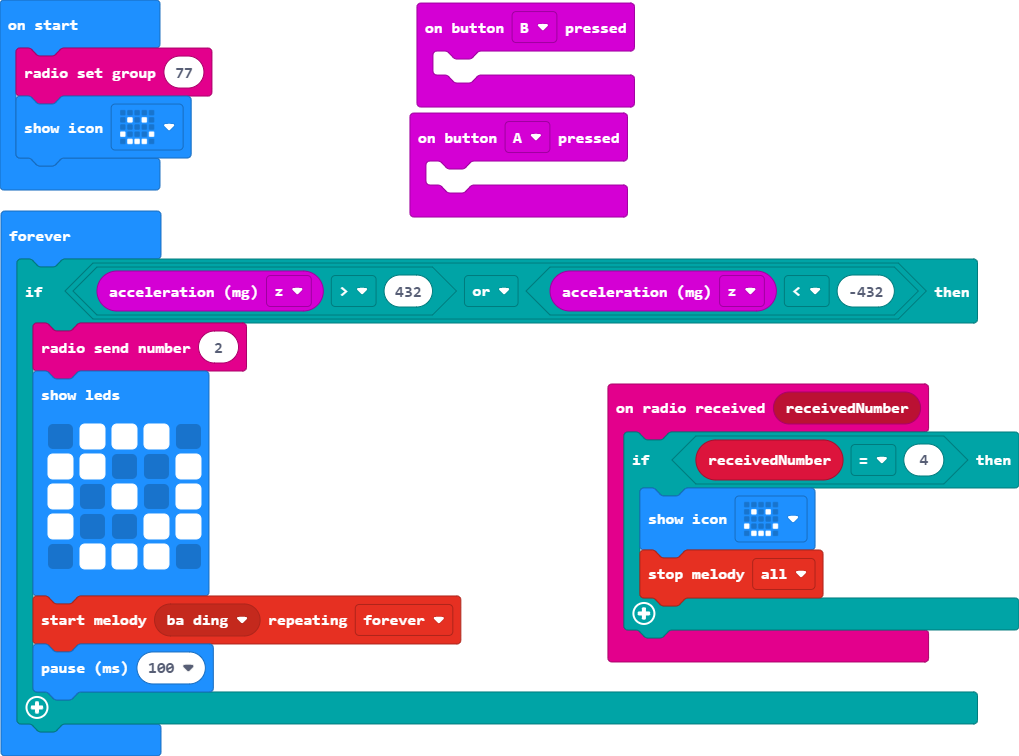 on start
radio set group 77
show icon
on button B pressed
on button A pressed
forever
if acceleration (mg) z > 432 or acceleration (mg) z < -432 then
radio send number 2
show leds
start melody ba ding repeating forever
pause (ms) 100
on radio received receivedNumber
if receivedNumber = 4 then
show icon
stop melody all